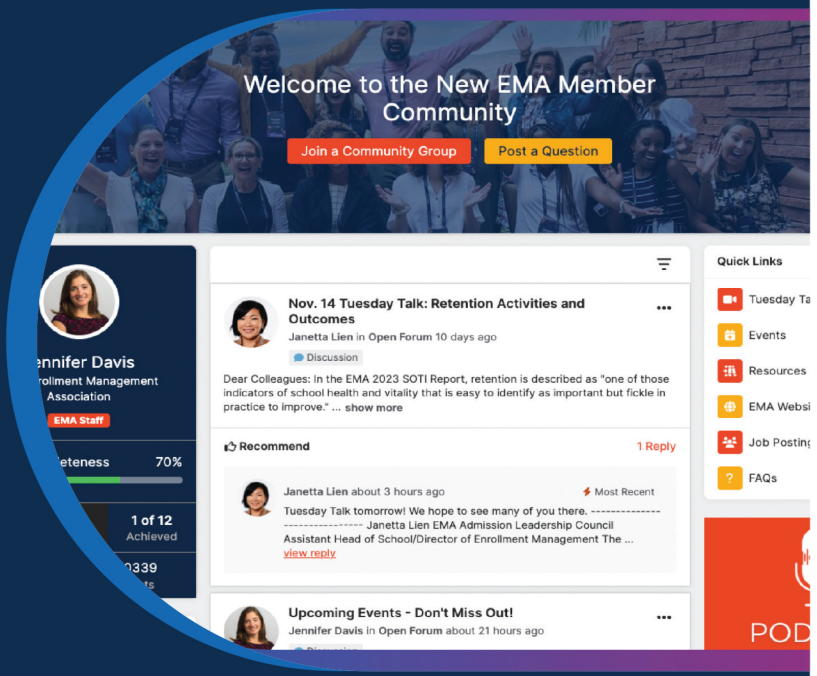 Welcome to the New EMA Member
Community
Join a Community Group
Post a Question
ennifer Davis
rollment Management
Association
EMA Staff
eteness 70%
1 of 12
Achieved
0339
ts
Nov. 14 Tuesday Talk: Retention Activities and
Outcomes
Janetta Lien in Open Forum 10 days ago
Discussion
Dear Colleagues: In the EMA 2023 SOTI Report, retention is described as "one of those
indicators of school health and vitality that is easy to identify as important but fickle in
practice to improve." ... show more
Recommend
1 Reply
Janetta Lien about 3 hours ago
Most Recent
Tuesday Talk tomorrow! We hope to see many of you there. --------------
---------------- Janetta Lien EMA Admission Leadership Council
Assistant Head of School/Director of Enrollment Management The ...
view reply
Upcoming Events - Don't Miss Out!
Jennifer Davis in Open Forum about 21 hours ago
Discussion
Quick Links
Tuesday Ta
Events
Resources
EMA Websi
Job Posting
FAQs
POD